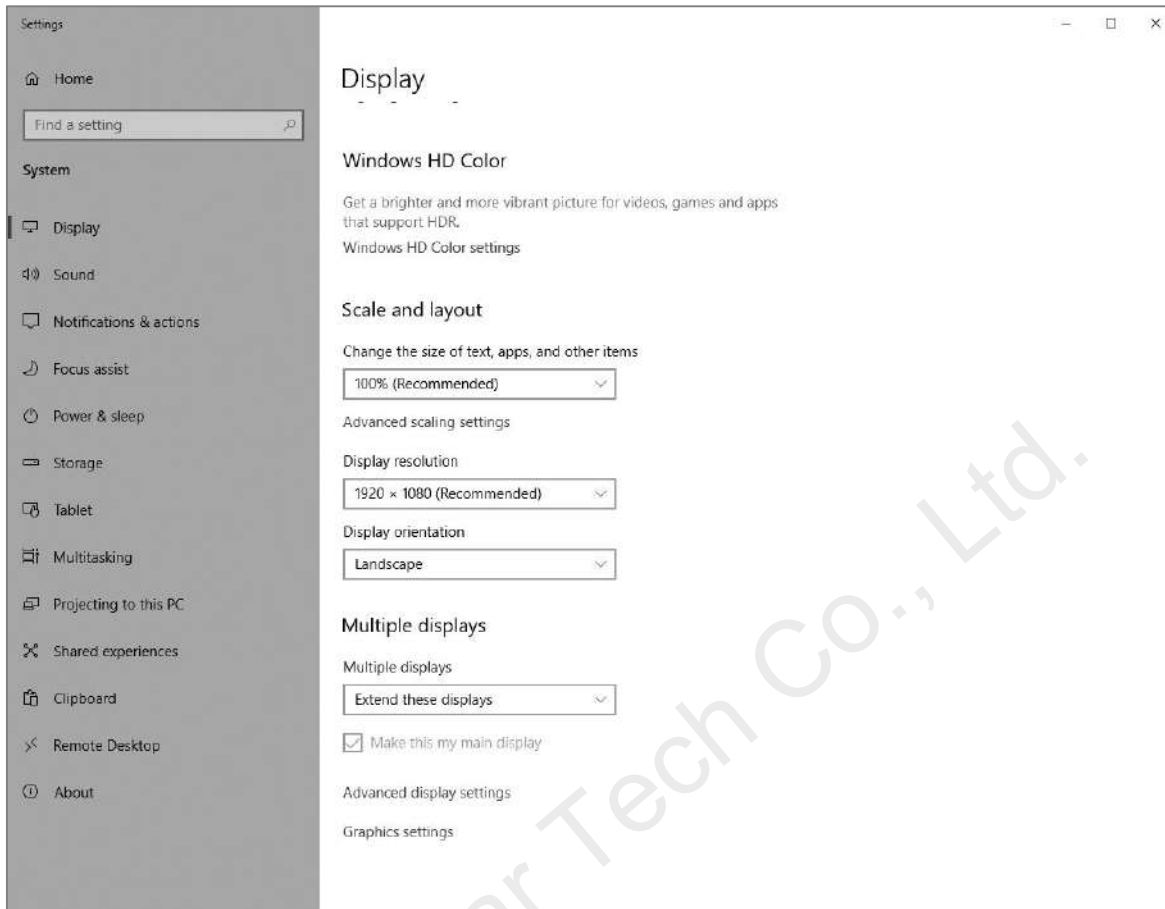 Settings
Home
Find a setting
System
Display
Sound
Notifications & actions
Focus assist
Power & sleep
Storage
Tablet
Multitasking
Projecting to this PC
Shared experiences
Clipboard
Remote Desktop
About
Display
Windows HD Color
Get a brighter and more vibrant picture for videos, games and apps
that support HDR.
Windows HD Color settings
Scale and layout
Change the size of text, apps, and other items
100% (Recommended)
Advanced scaling settings
Display resolution
1920 × 1080 (Recommended)
Display orientation
Landscape
Multiple displays
Multiple displays
Extend these displays
Make this my main display
Advanced display settings
Graphics settings
Tech Co., Ltd.